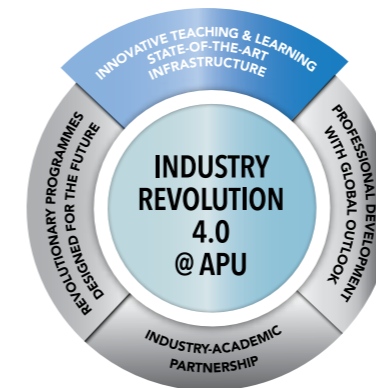 INNOVATIVE TEACHING & LEARNING
STATE-OF-THE-ART
INFRASTRUCTURE
PROFESSIONAL DEVELOPMENT
WITH GLOBAL OUTLOOK
INDUSTRY-ACADEMIC
PARTNERSHIP
REVOLUTIONARY PROGRAMMES
DESIGNED FOR THE FUTURE
INDUSTRY
REVOLUTION
4.0
@ APU